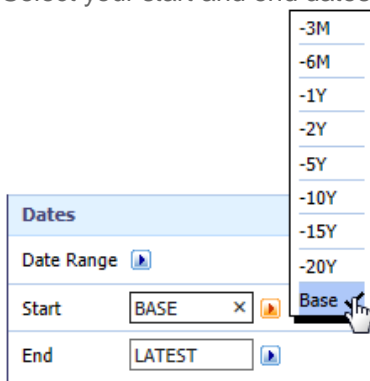 Select your start and end dates
-3M
-6M
-1Y
-2Y
-5Y
-10Y
-15Y
-20Y
Base
Dates
Date Range
Start BASE ×
End LATEST